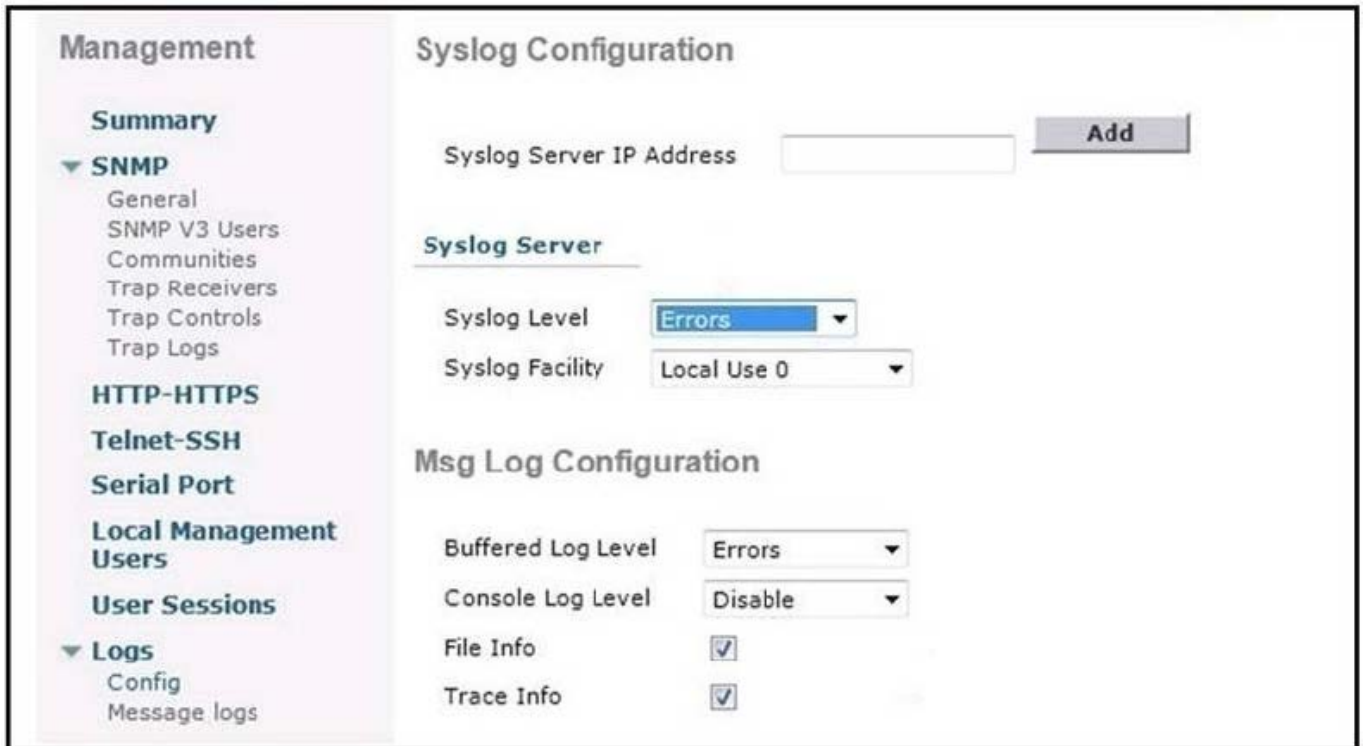 Management
Summary
SNMP
General
SNMP V3 Users
Communities
Trap Receivers
Trap Controls
Trap Logs
HTTP-HTTPS
Telnet-SSH
Serial Port
Local Management
Users
User Sessions
Logs
Config
Message logs
Syslog Configuration
Syslog Server IP Address
Add
Syslog Server
Syslog Level Errors
Syslog Facility Local Use 0
Msg Log Configuration
Buffered Log Level Errors
Console Log Level Disable
File Info
Trace Info